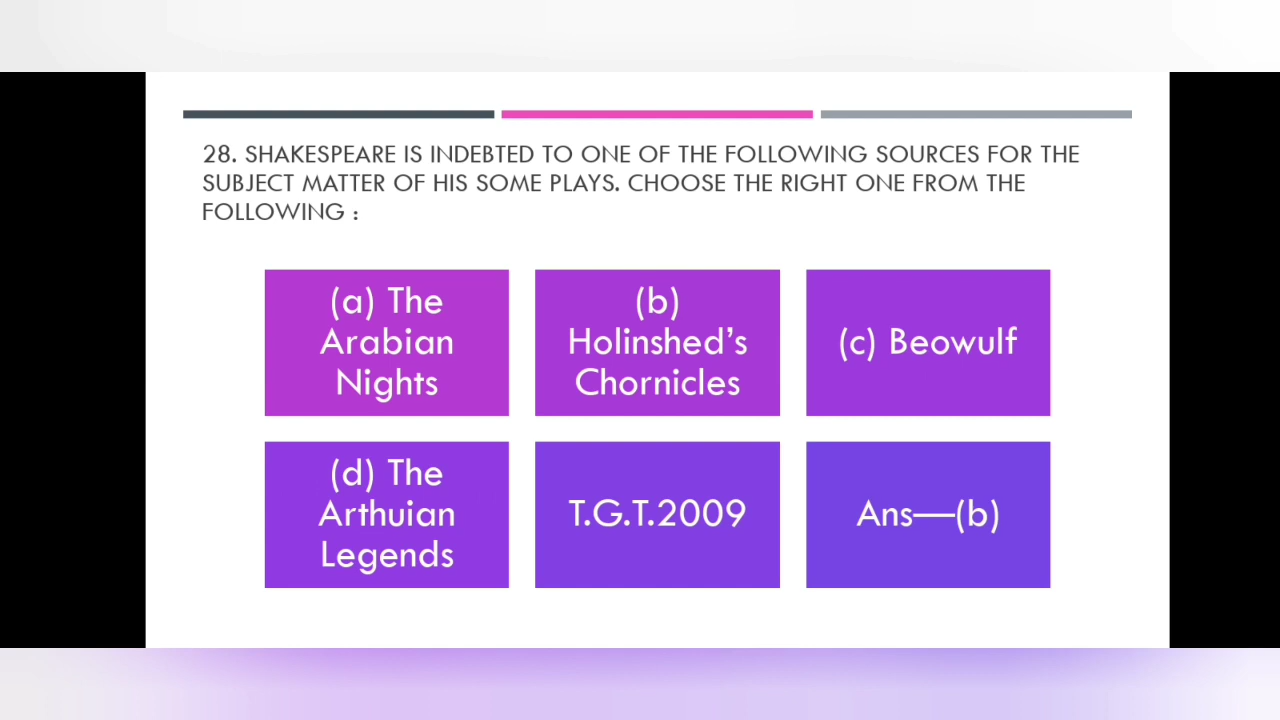 28. SHAKESPEARE IS INDEBTED TO ONE OF THE FOLLOWING SOURCES FOR THE
SUBJECT MATTER OF HIS SOME PLAYS. CHOOSE THE RIGHT ONE FROM THE
FOLLOWING :
(a) The
Arabian
Nights
(b)
Holinshed’s
Chornicles
(c) Beowulf
(d) The
Arthuian
Legends
T.G.T.2009
Ans—(b)